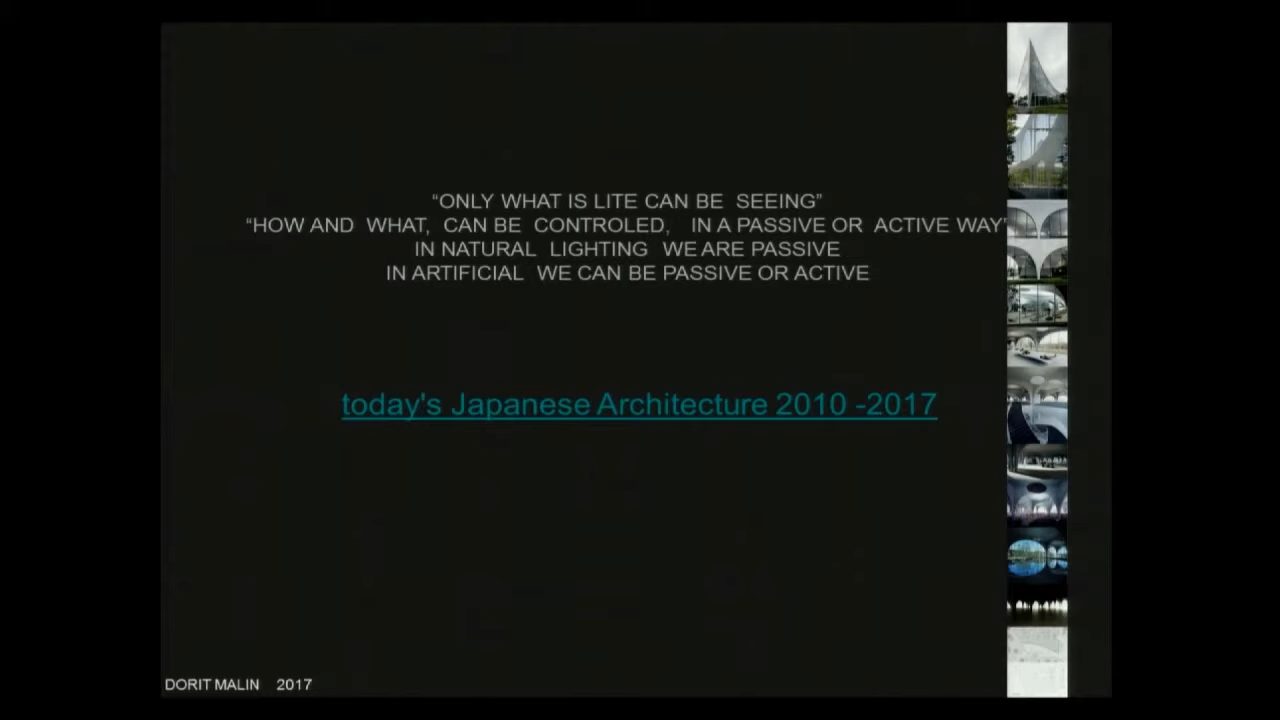 “ONLY WHAT IS LITE CAN BE SEEING”
“HOW AND WHAT, CAN BE CONTROLED, IN A PASSIVE OR ACTIVE WAY”
IN NATURAL LIGHTING WE ARE PASSIVE
IN ARTIFICIAL WE CAN BE PASSIVE OR ACTIVE
today's Japanese Architecture 2010 -2017
DORIT MALIN 2017